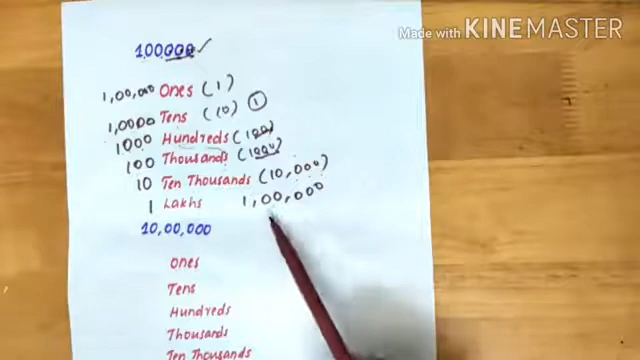 Made with KINEMASTER
100000 ✓
1,00,000 Ones (1)
1,0000 Tens (10) ①
1000 Hundreds (100)
100 Thousands (1000)
10 Ten Thousands (10,000)
1 Lakhs 1,00,000
10,00,000
Ones
Tens
Hundreds
Thousands
Ten Thousands